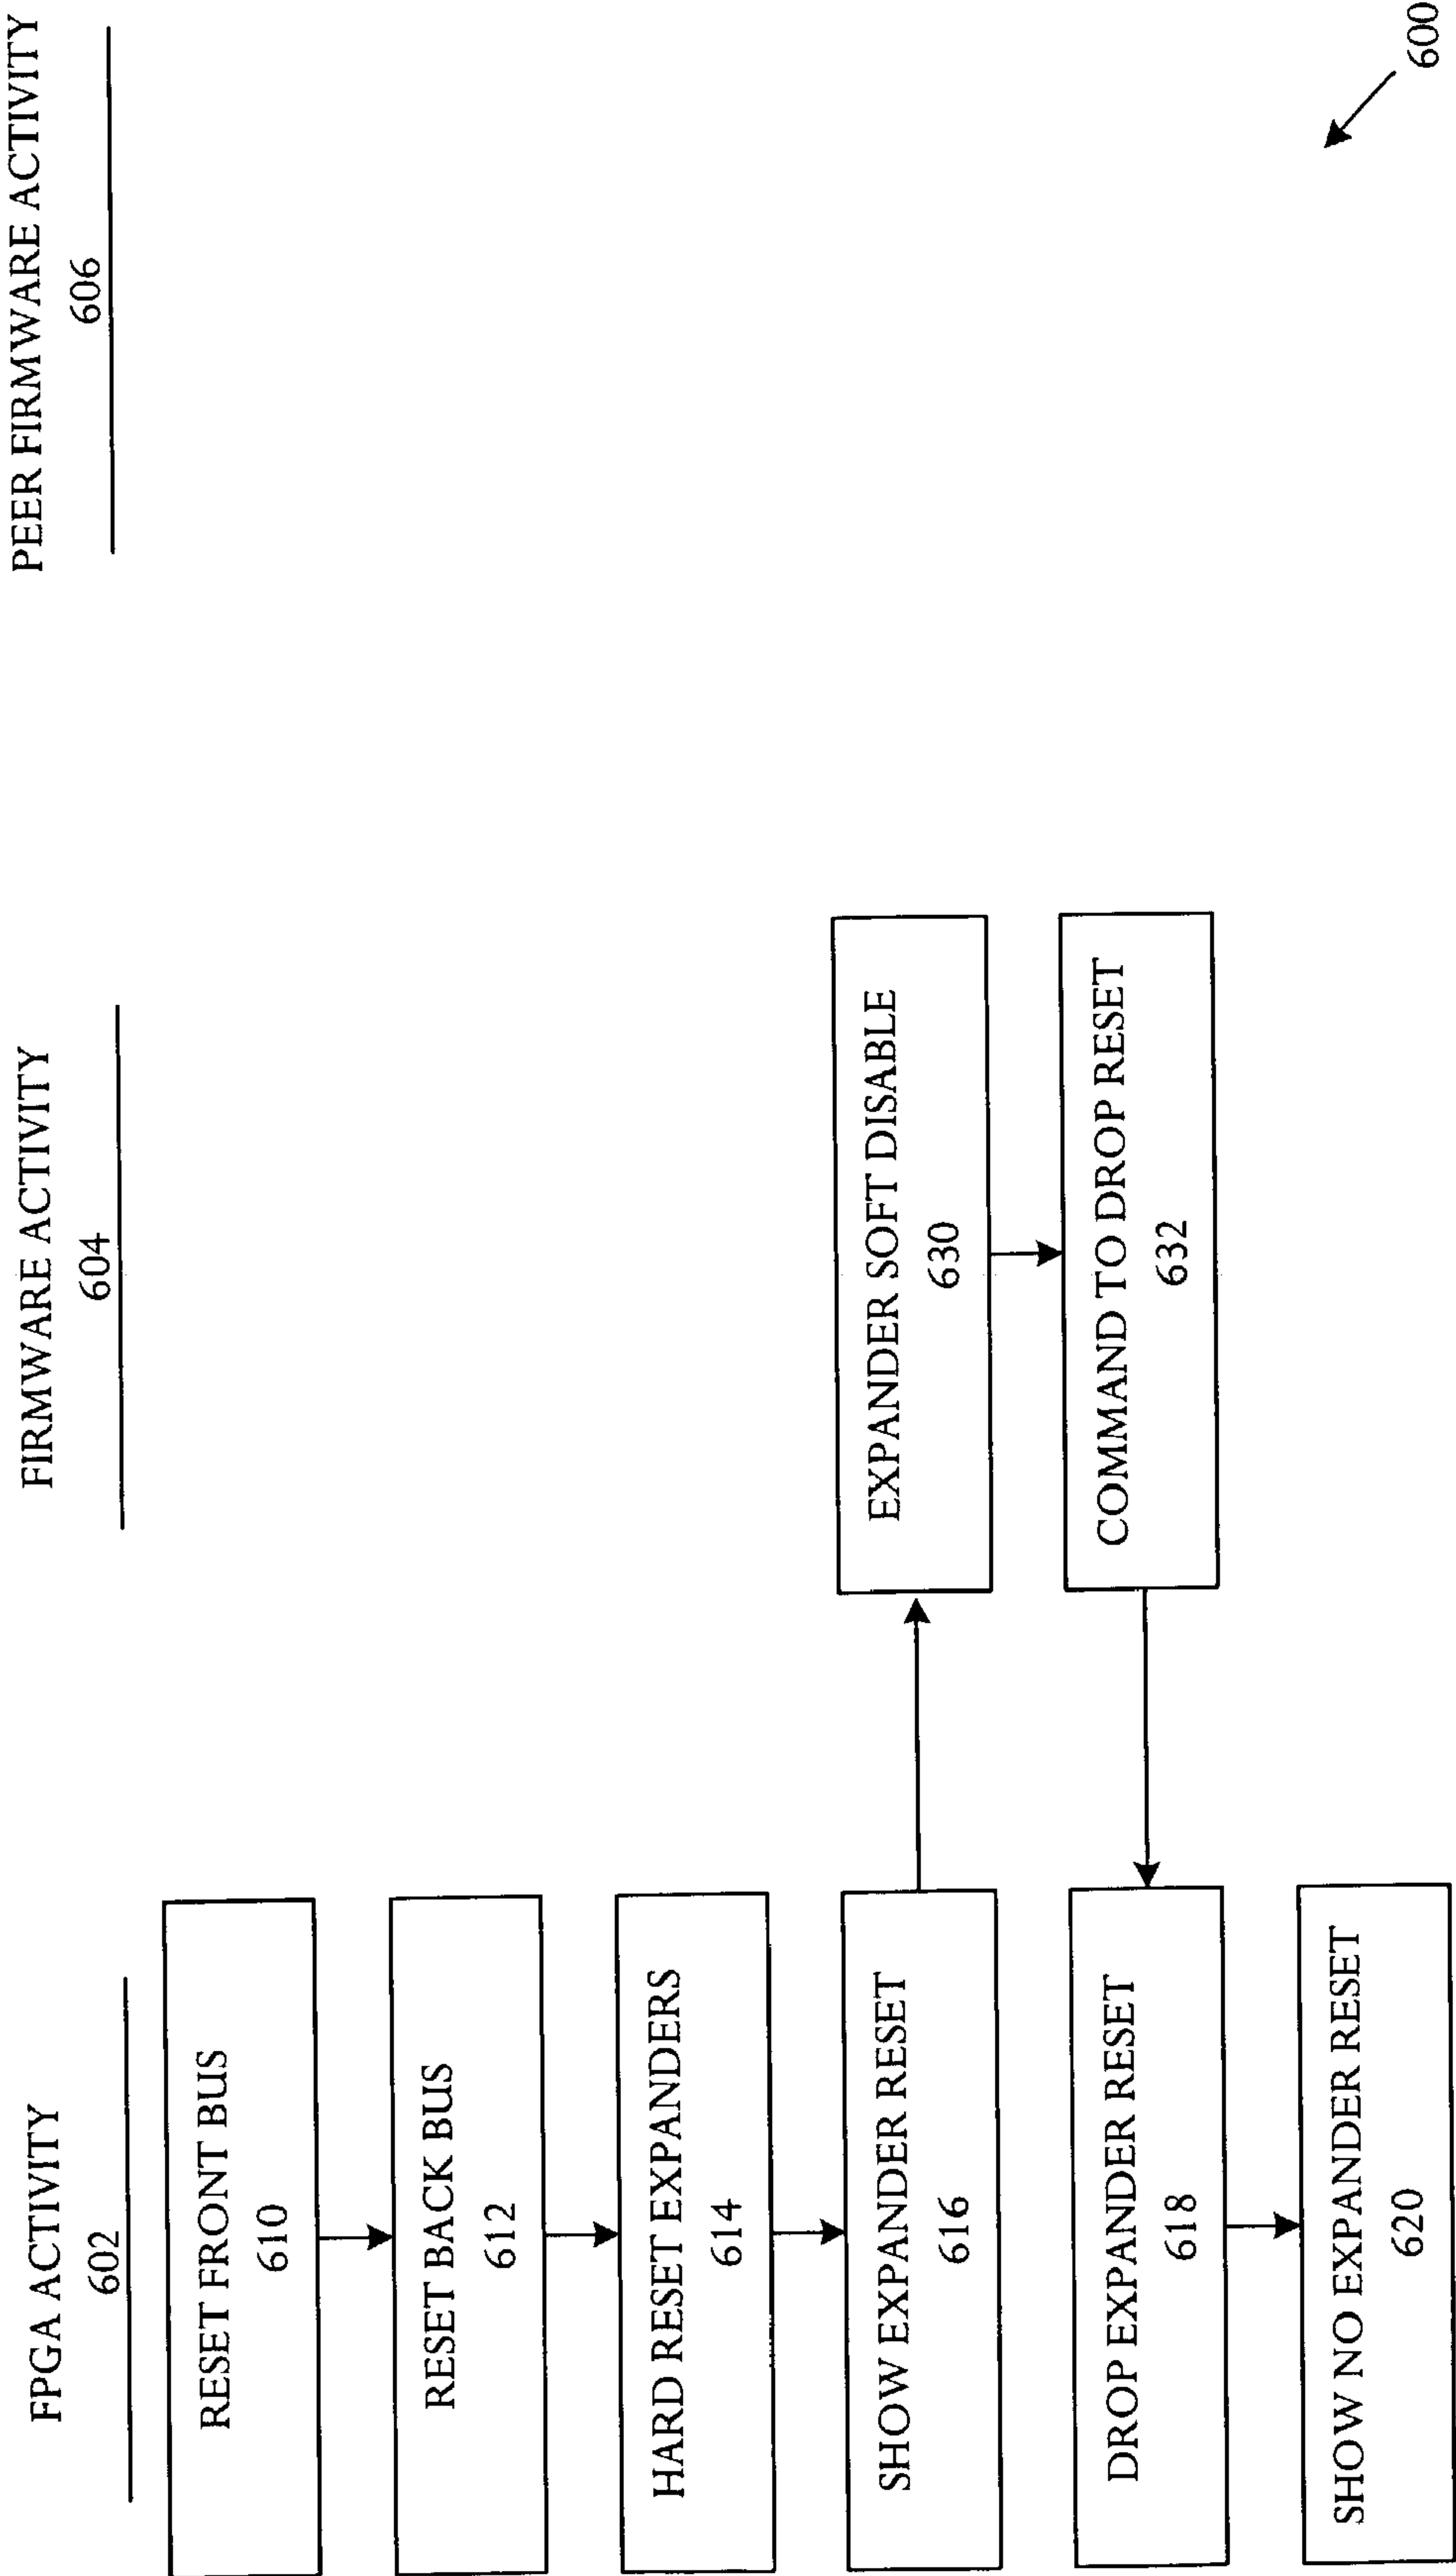 FPGA ACTIVITY
602
FIRMWARE ACTIVITY
604
PEER FIRMWARE ACTIVITY
606
RESET FRONT BUS
610
RESET BACK BUS
612
HARD RESET EXPANDERS
614
SHOW EXPANDER RESET
616
EXPANDER SOFT DISABLE
630
COMMAND TO DROP RESET
632
DROP EXPANDER RESET
618
SHOW NO EXPANDER RESET
620
600